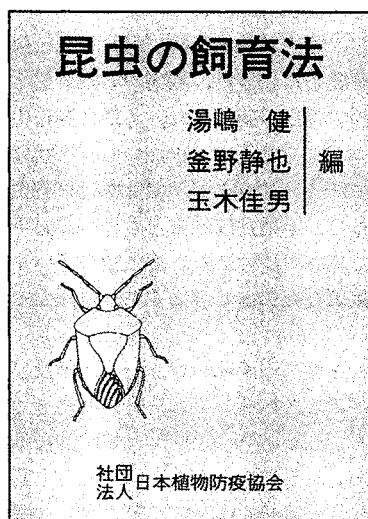 昆虫の飼育法
湯嶋 健
釜野静也 編
玉木佳男
社団法人 日本植物防疫協会